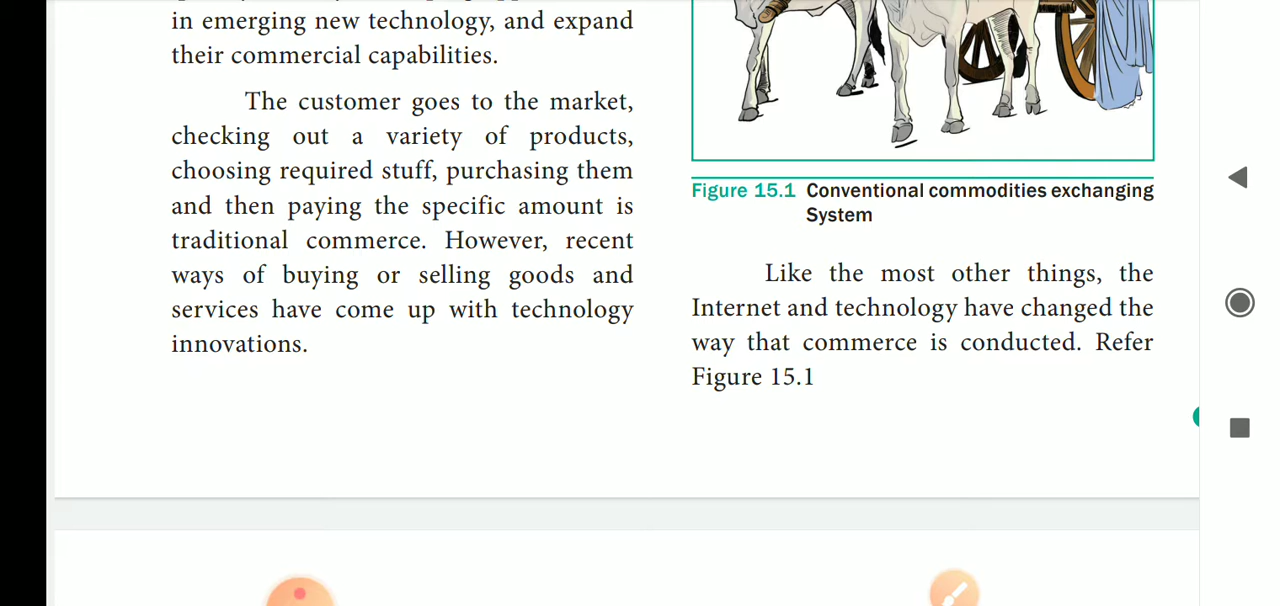 in emerging new technology, and expand
their commercial capabilities.
The customer goes to the market,
checking out a variety of products,
choosing required stuff, purchasing them
and then paying the specific amount is
traditional commerce. However, recent
ways of buying or selling goods and
services have come up with technology
innovations.
Figure 15.1 Conventional commodities exchanging
System
Like the most other things, the
Internet and technology have changed the
way that commerce is conducted. Refer
Figure 15.1